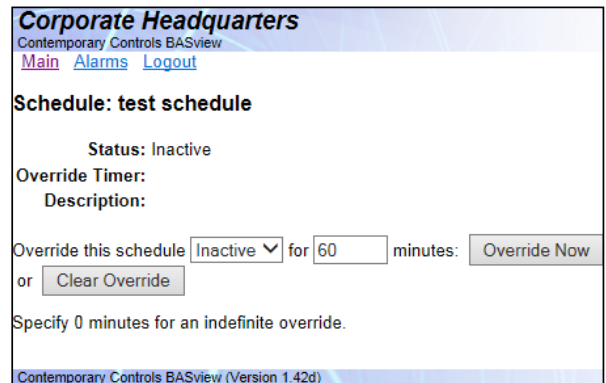 Corporate Headquarters
Contemporary Controls BASview
Main Alarms Logout
Schedule: test schedule
Status: Inactive
Override Timer:
Description:
Override this schedule Inactive for 60 minutes: Override Now
or Clear Override
Specify 0 minutes for an indefinite override.
Contemporary Controls BASview (Version 1.42d)